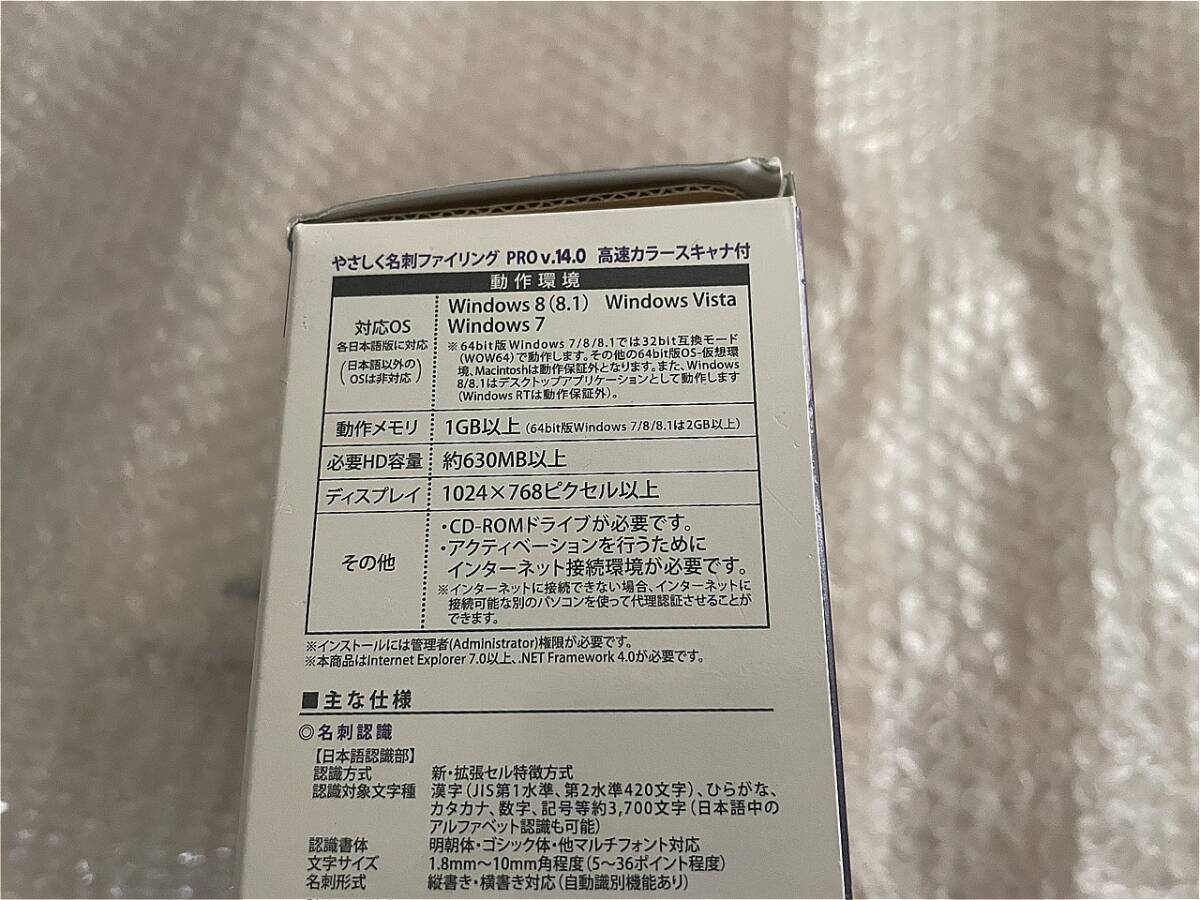 やさしく名刺ファイリング PRO v.14.0 高速カラースキャナ付
動作環境
対応OS
各日本語版に対応
(日本語以外のOSは非対応)
Windows 8(8.1) Windows Vista
Windows 7
※64bit版Windows 7/8/8.1では32bit互換モード
(WOW64)で動作します。その他の64bit版OS・仮想環
境、Macintoshは動作保証外となります。また、Windows
8/8.1はデスクトップアプリケーションとして動作します
(Windows RTは動作保証外)。
動作メモリ 1GB以上(64bit版Windows 7/8/8.1は2GB以上)
必要HD容量 約630MB以上
ディスプレイ 1024×768ピクセル以上
その他
・CD-ROMドライブが必要です。
・アクティベーションを行うために
インターネット接続環境が必要です。
※インターネットに接続できない場合、インターネットに
接続可能な別のパソコンを使って代理認証させることが
できます。
※インストールには管理者(Administrator)権限が必要です。
※本商品はInternet Explorer 7.0以上、.NET Framework 4.0が必要です。
■主な仕様
◎名刺認識
【日本語認識部】
認識方式 新・拡張セル特徴方式
認識対象文字種 漢字(JIS第1水準、第2水準420文字)、ひらがな、
カタカナ、数字、記号等約3,700文字(日本語中の
アルファベット認識も可能)
認識書体 明朝体・ゴシック体・他マルチフォント対応
文字サイズ 1.8mm～10mm角程度(5～36ポイント程度)
名刺形式 縦書き・横書き対応(自動識別機能あり)